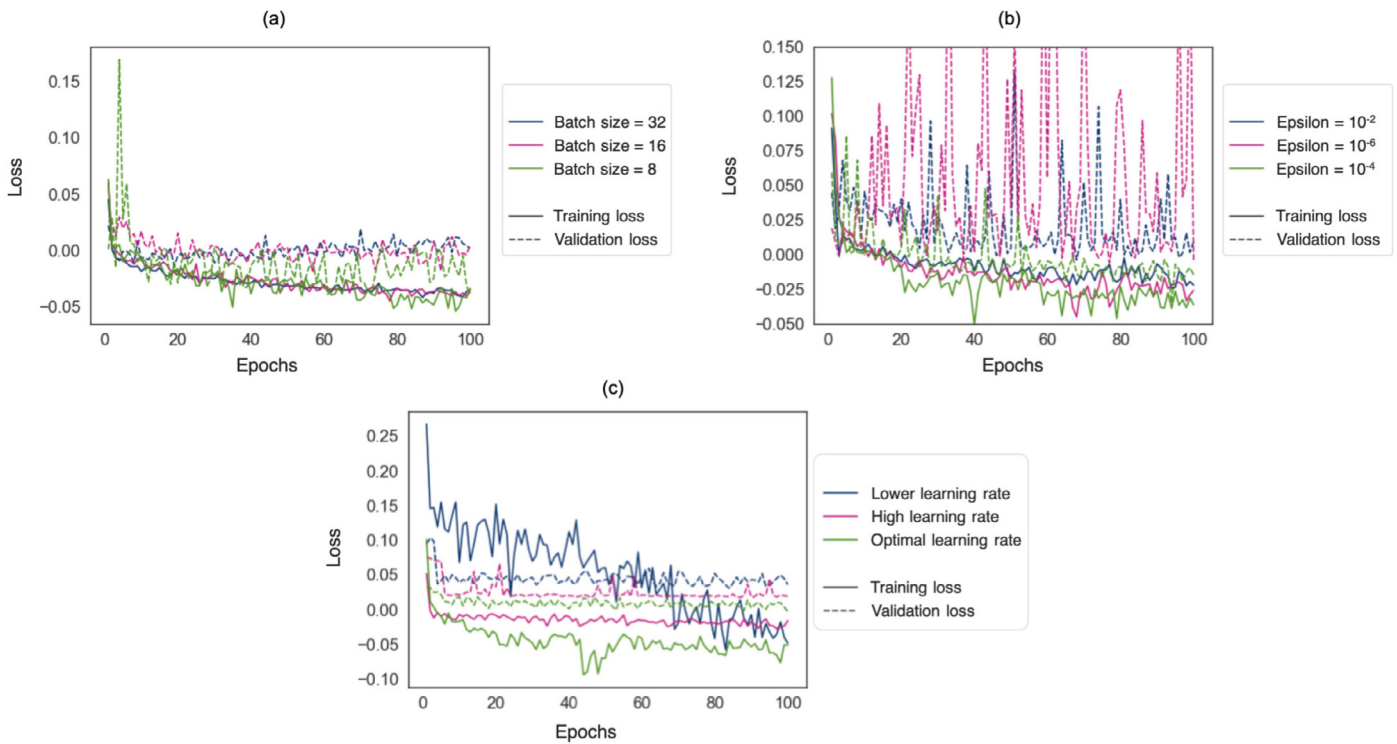 (a)
0.15
0.10
0.05
0.00
−0.05
Loss
0 20 40 60 80 100
Epochs
Batch size = 32
Batch size = 16
Batch size = 8
Training loss
Validation loss
(b)
0.150
0.125
0.100
0.075
0.050
0.025
0.000
−0.025
−0.050
Loss
0 20 40 60 80 100
Epochs
Epsilon = 10⁻²
Epsilon = 10⁻⁶
Epsilon = 10⁻⁴
Training loss
Validation loss
(c)
0.25
0.20
0.15
0.10
0.05
0.00
−0.05
−0.10
Loss
0 20 40 60 80 100
Epochs
Lower learning rate
High learning rate
Optimal learning rate
Training loss
Validation loss